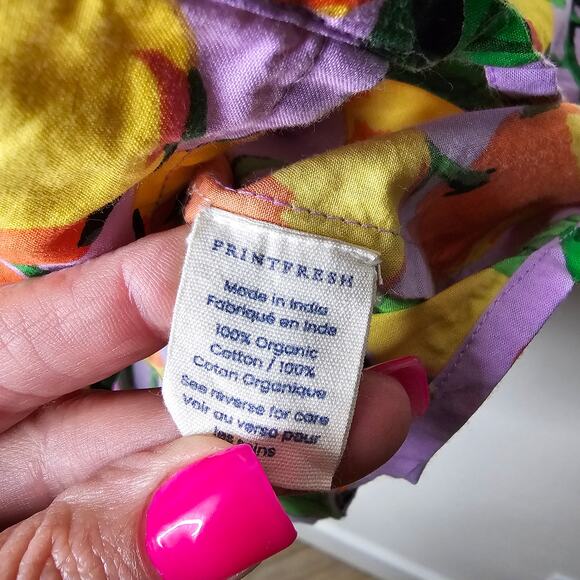 PRINTFRESH
Made in India
Fabriqué en Inde
100% Organic
Cotton / 100%
Coton Organique
See reverse for care
Voir au verso pour
les soins